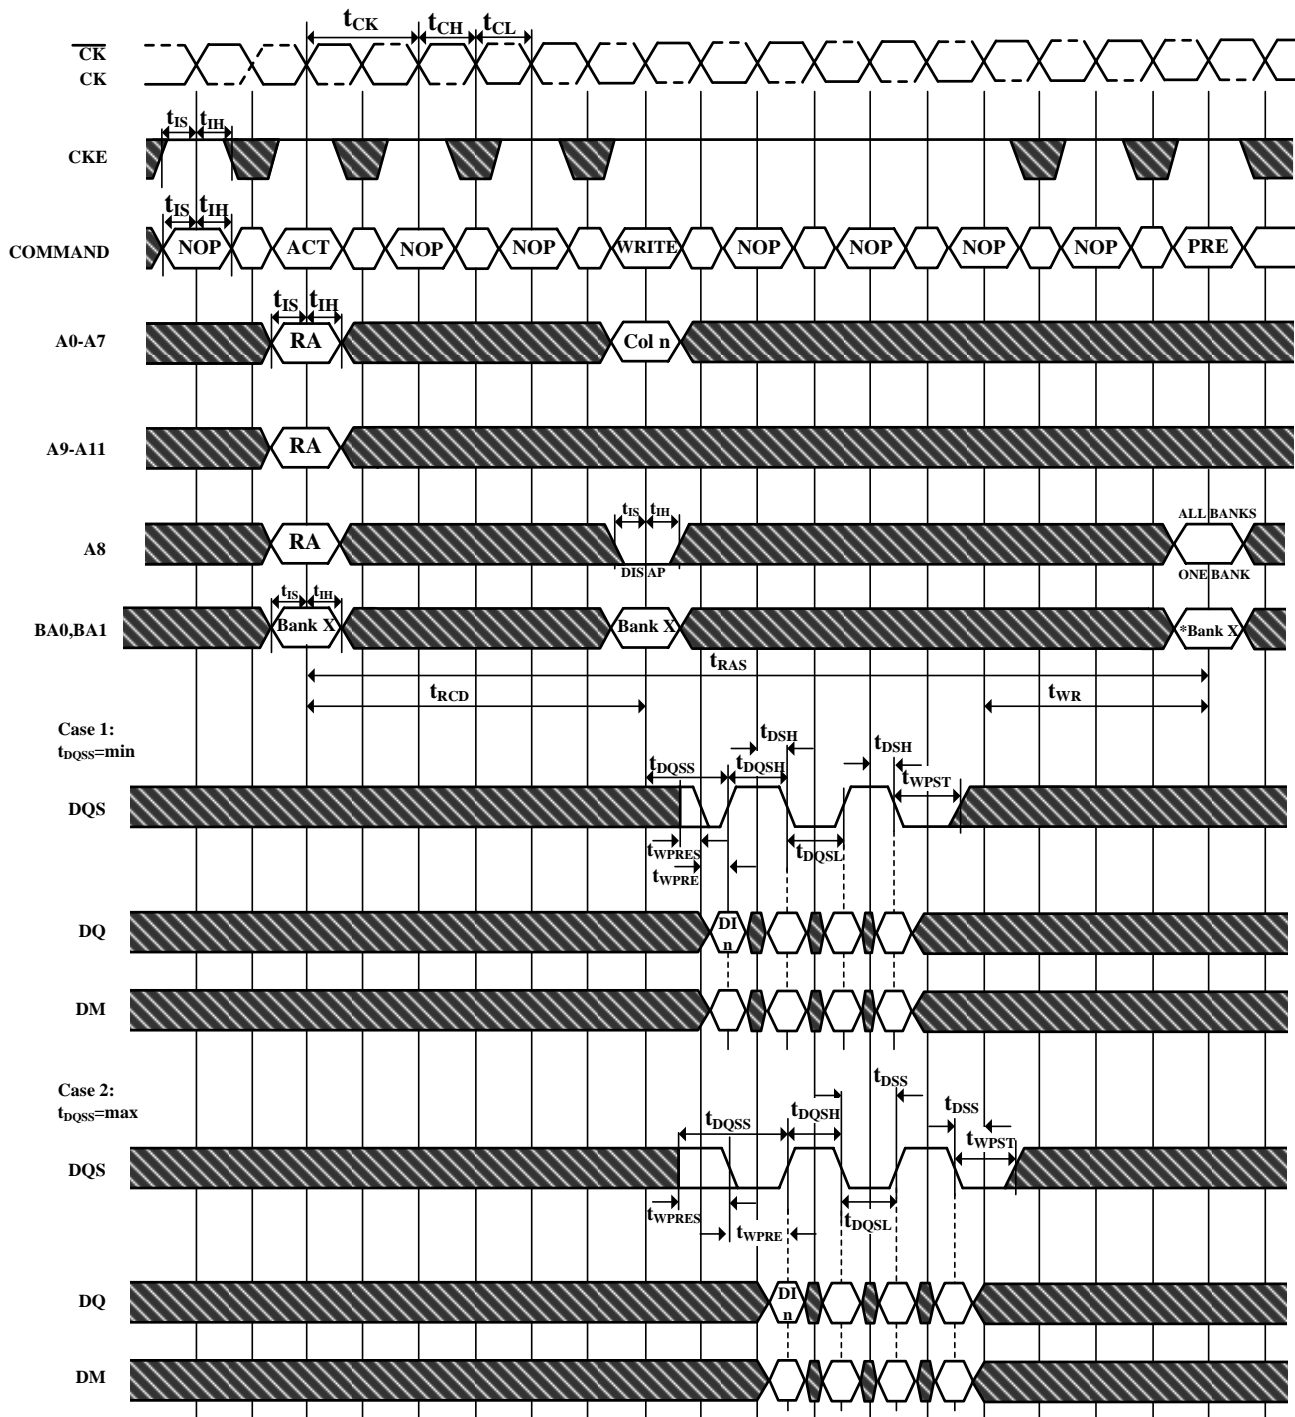 tCK tCH tCL
CK
CK
tIS tIH
CKE
tIS tIH
COMMAND NOP ACT NOP NOP WRITE NOP NOP NOP NOP PRE
tIS tIH
A0-A7 RA Col n
A9-A11 RA
tIS tIH ALL BANKS
A8 RA
DIS AP ONE BANK
tIS tIH
BA0,BA1 Bank X Bank X *Bank X
tRAS
tRCD tWR
Case 1:
tDQSS=min
tDSH tDSH
tDQSS tDQSH tWPST
DQS
tWPRES tDQSL
tWPRE
DQ DI
n
DM
Case 2:
tDQSS=max
tDSS tDSS
tDQSS tDQSH tWPST
DQS
tWPRES tWPRE tDQSL
DQ DI
n
DM